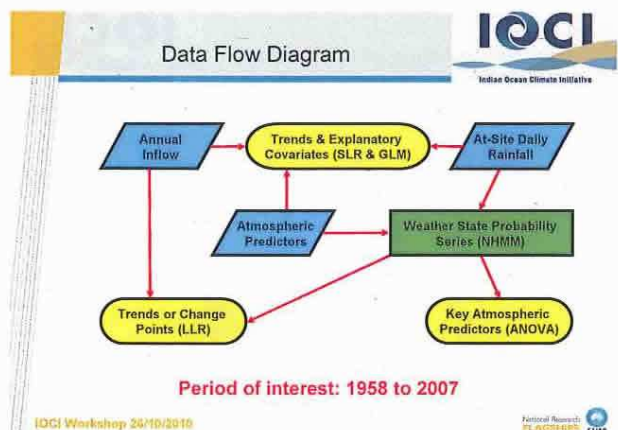 IOCI
Data Flow Diagram
Indian Ocean Climate Initiative
Annual
Inflow
Trends & Explanatory
Covariates (SLR & GLM)
At-Site Daily
Rainfall
Atmospheric
Predictors
Weather State Probability
Series (NHMM)
Trends or Change
Points (LLR)
Key Atmospheric
Predictors (ANOVA)
Period of interest: 1958 to 2007
IOCI Workshop 26/10/2010
National Research
FLAGSHIPS